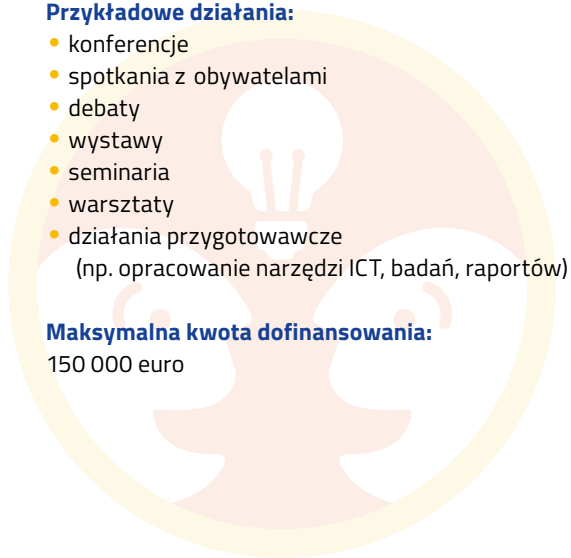 Przykładowe działania:
• konferencje
• spotkania z obywatelami
• debaty
• wystawy
• seminaria
• warsztaty
• działania przygotowawcze
(np. opracowanie narzędzi ICT, badań, raportów)
Maksymalna kwota dofinansowania:
150 000 euro